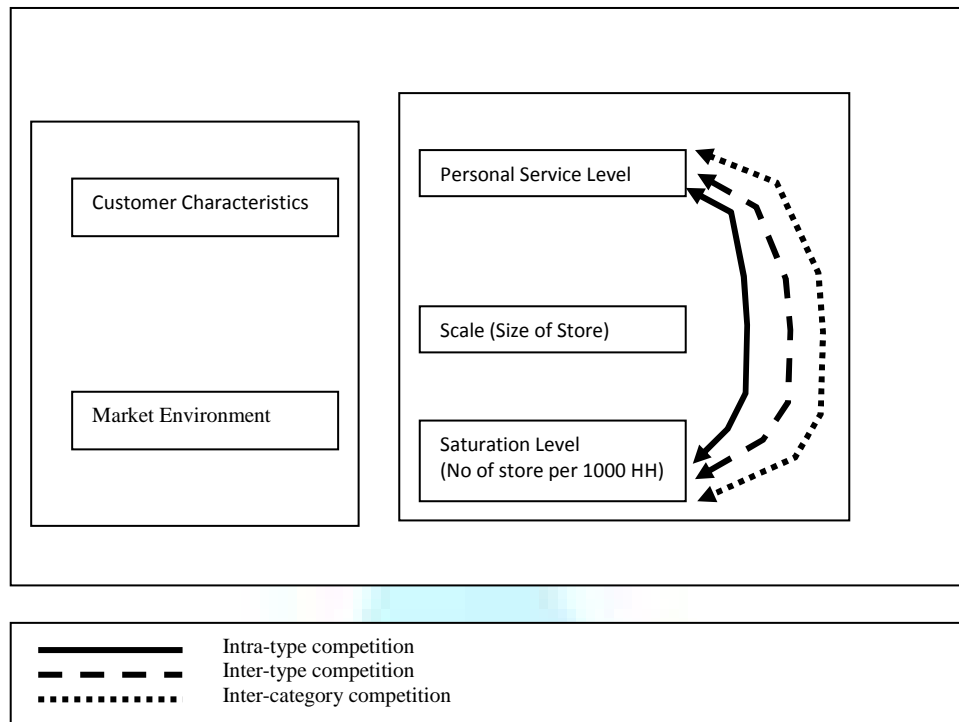 Customer Characteristics
Market Environment
Personal Service Level
Scale (Size of Store)
Saturation Level
(No of store per 1000 HH)
Intra-type competition
Inter-type competition
Inter-category competition